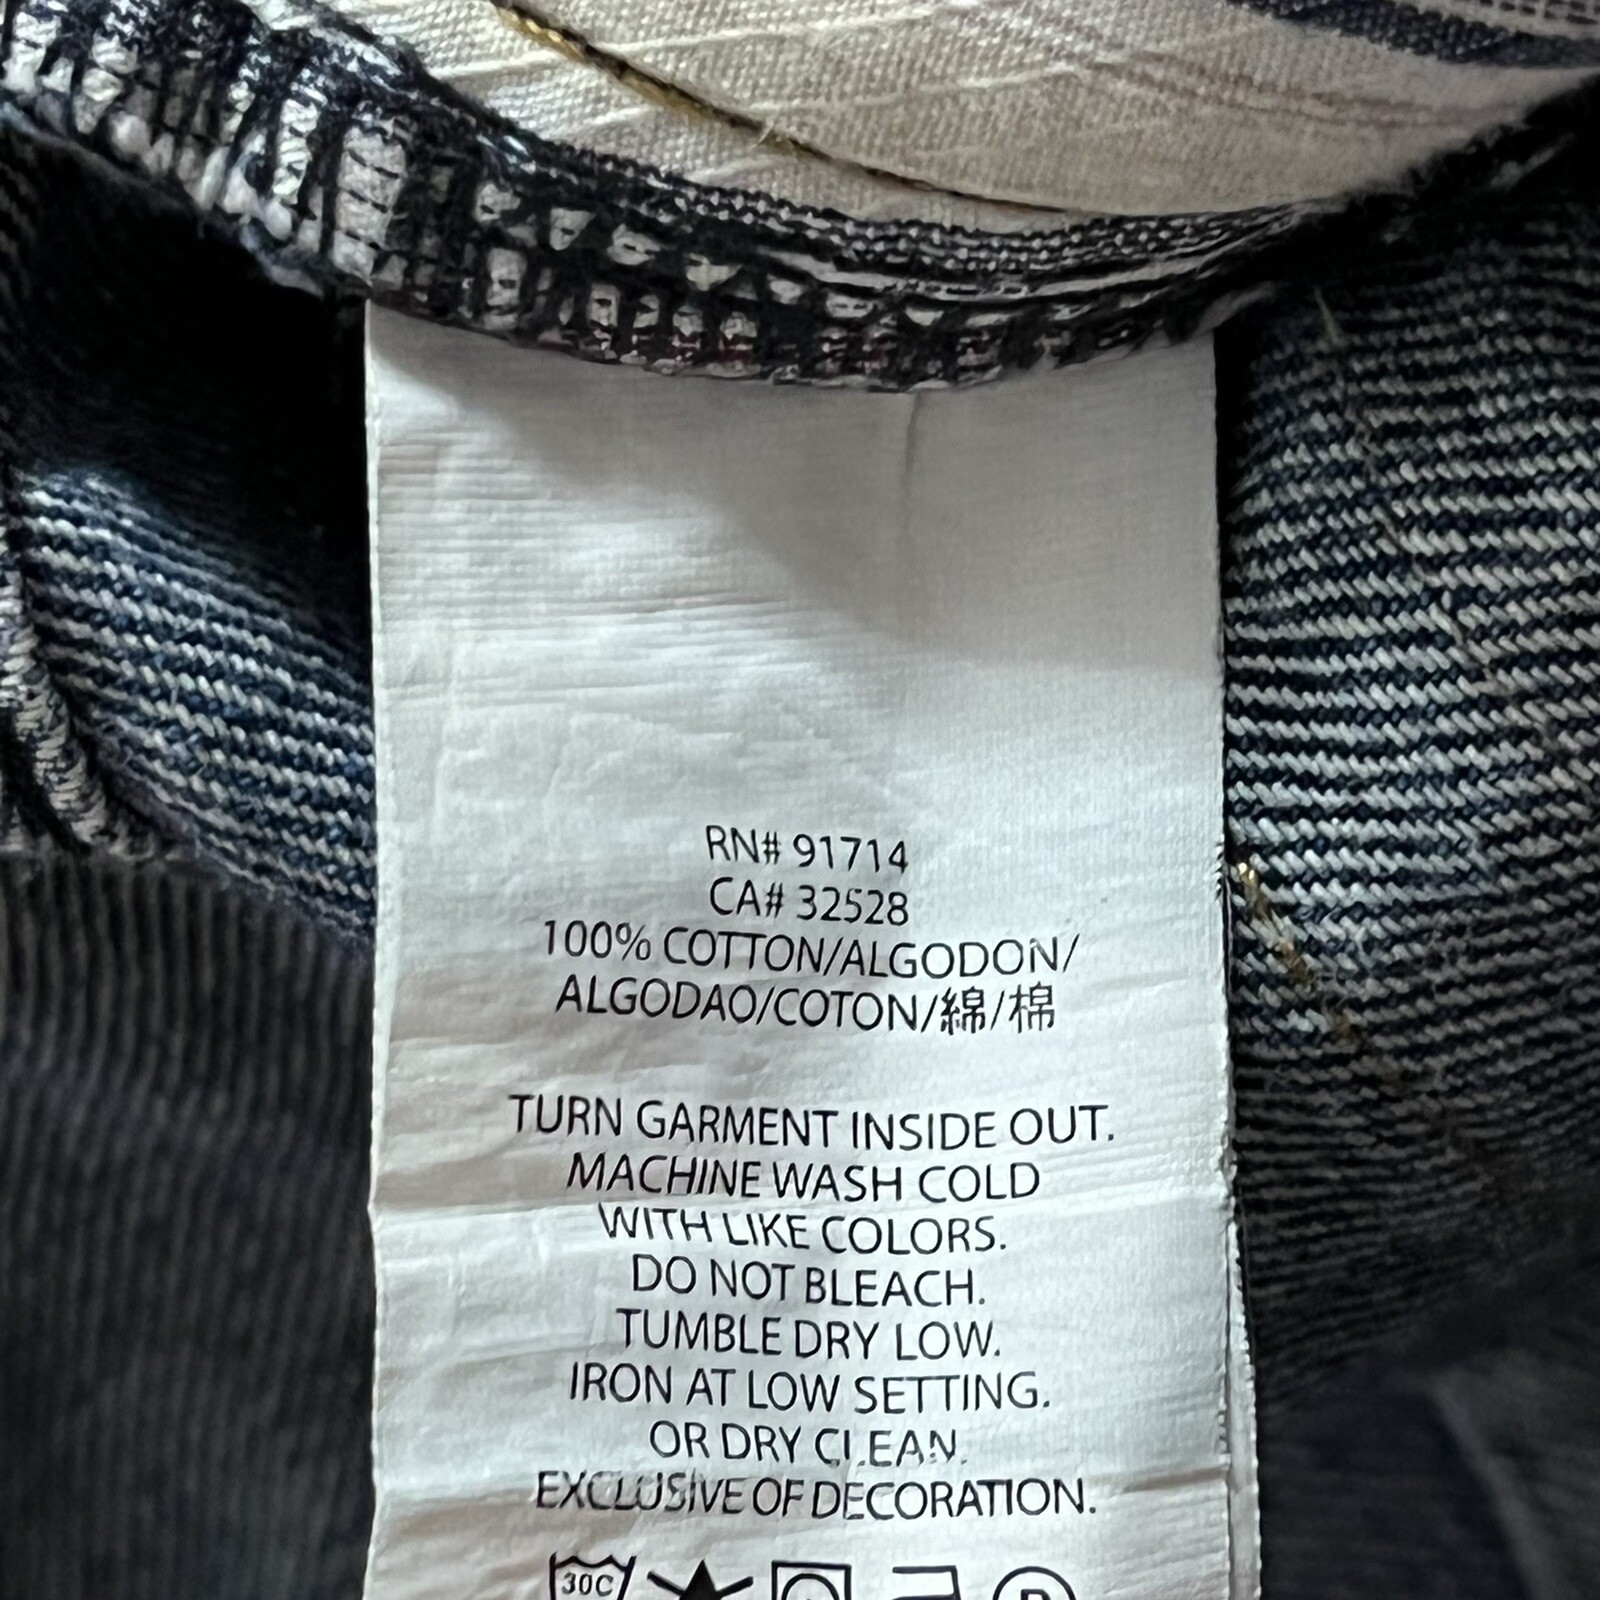 RN# 91714
CA# 32528
100% COTTON/ALGODON/
ALGODAO/COTON/綿/棉
TURN GARMENT INSIDE OUT.
MACHINE WASH COLD
WITH LIKE COLORS.
DO NOT BLEACH.
TUMBLE DRY LOW.
IRON AT LOW SETTING.
OR DRY CLEAN.
EXCLUSIVE OF DECORATION.
30C P